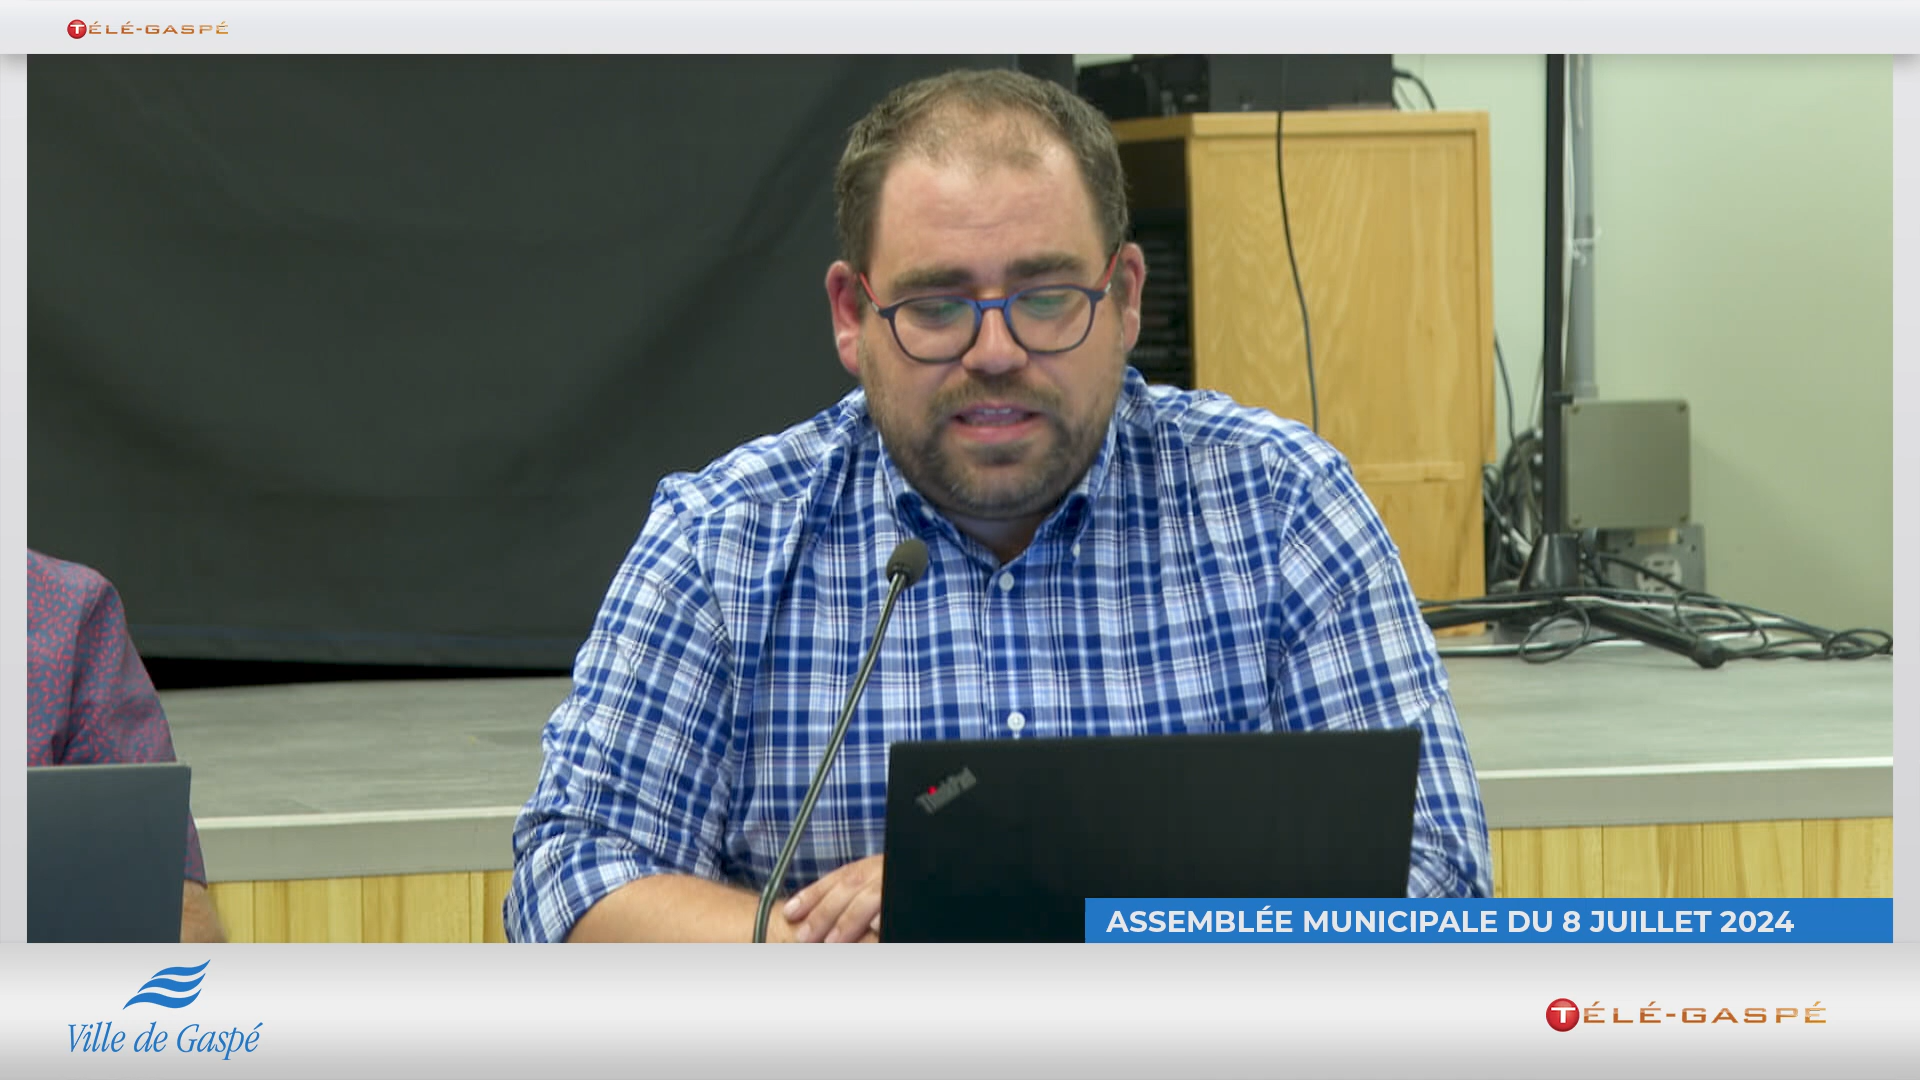 TÉLÉ-GASPÉ
ThinkPad
ASSEMBLÉE MUNICIPALE DU 8 JUILLET 2024
Ville de Gaspé
TÉLÉ-GASPÉ